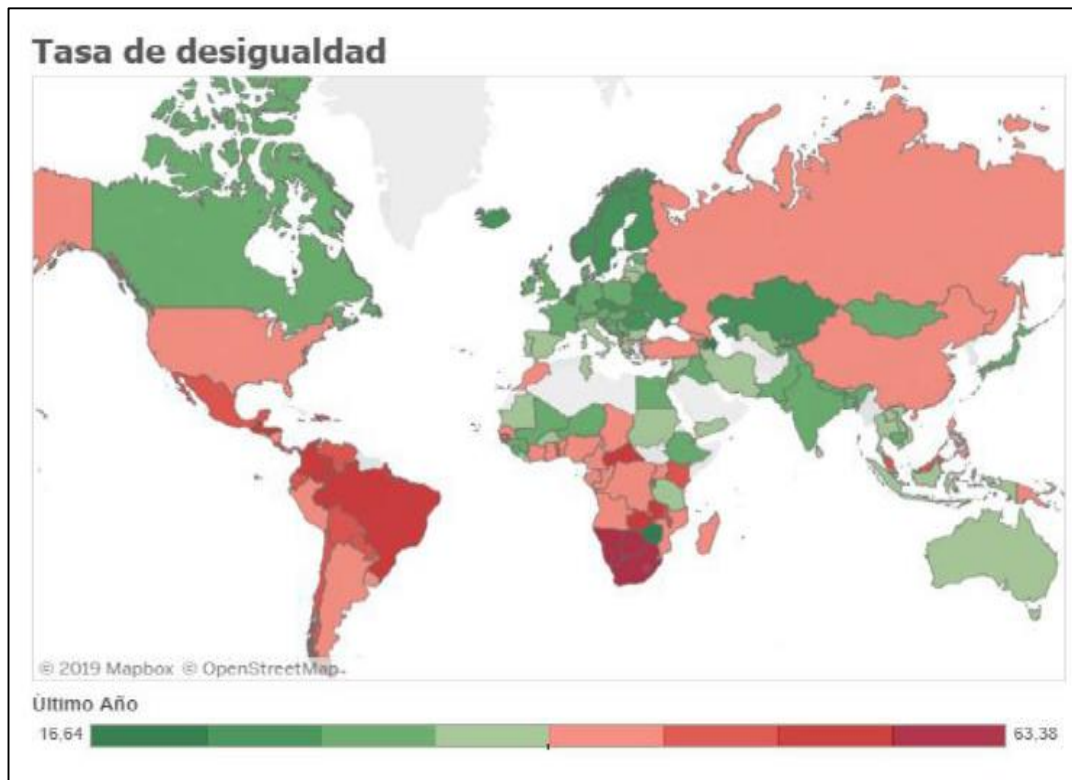 Tasa de desigualdad
© 2019 Mapbox © OpenStreetMap
Último Año
16,64
63,38